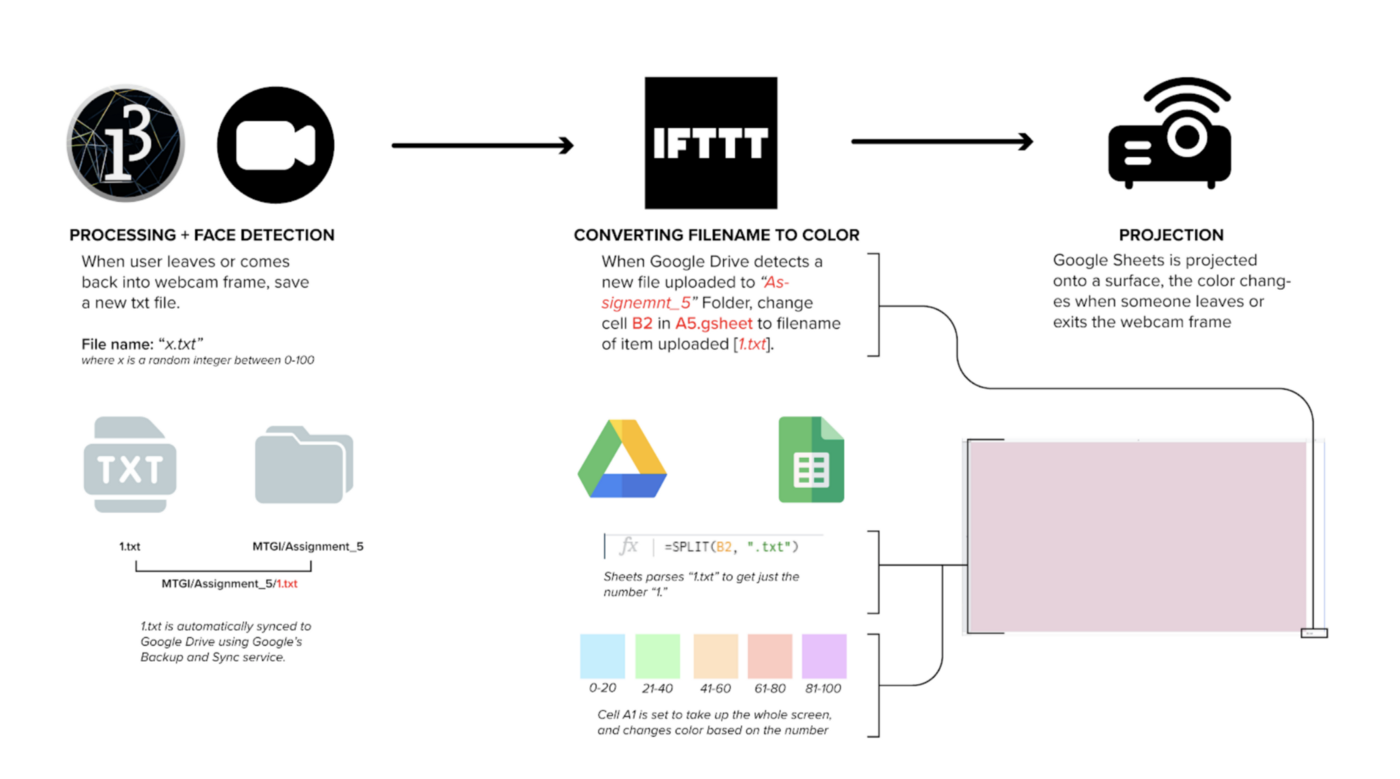 13
IFTTT
PROCESSING + FACE DETECTION
When user leaves or comes
back into webcam frame, save
a new txt file.
File name: “x.txt”
where x is a random integer between 0-100
TXT
1.txt
MTGI/Assignment_5
MTGI/Assignment_5/1.txt
1.txt is automatically synced to
Google Drive using Google’s
Backup and Sync service.
CONVERTING FILENAME TO COLOR
When Google Drive detects a
new file uploaded to “As-
signemnt_5” Folder, change
cell B2 in A5.gsheet to filename
of item uploaded [1.txt].
fx
=SPLIT(B2, ".txt")
Sheets parses “1.txt” to get just the
number “1.”
0-20
21-40
41-60
61-80
81-100
Cell A1 is set to take up the whole screen,
and changes color based on the number
PROJECTION
Google Sheets is projected
onto a surface, the color chang-
es when someone leaves or
exits the webcam frame